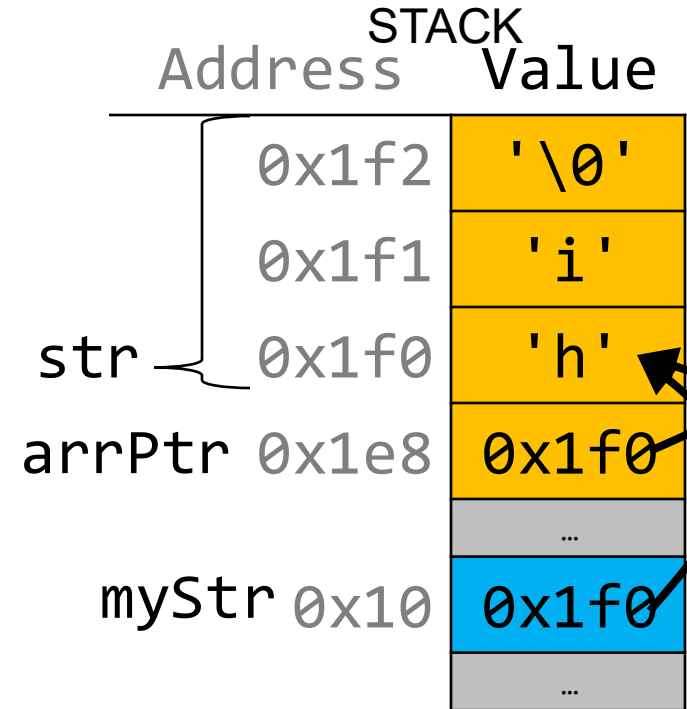 STACK
Address Value
0x1f2 '\0'
0x1f1 'i'
str 0x1f0 'h'
arrPtr 0x1e8 0x1f0
…
myStr 0x10 0x1f0
…